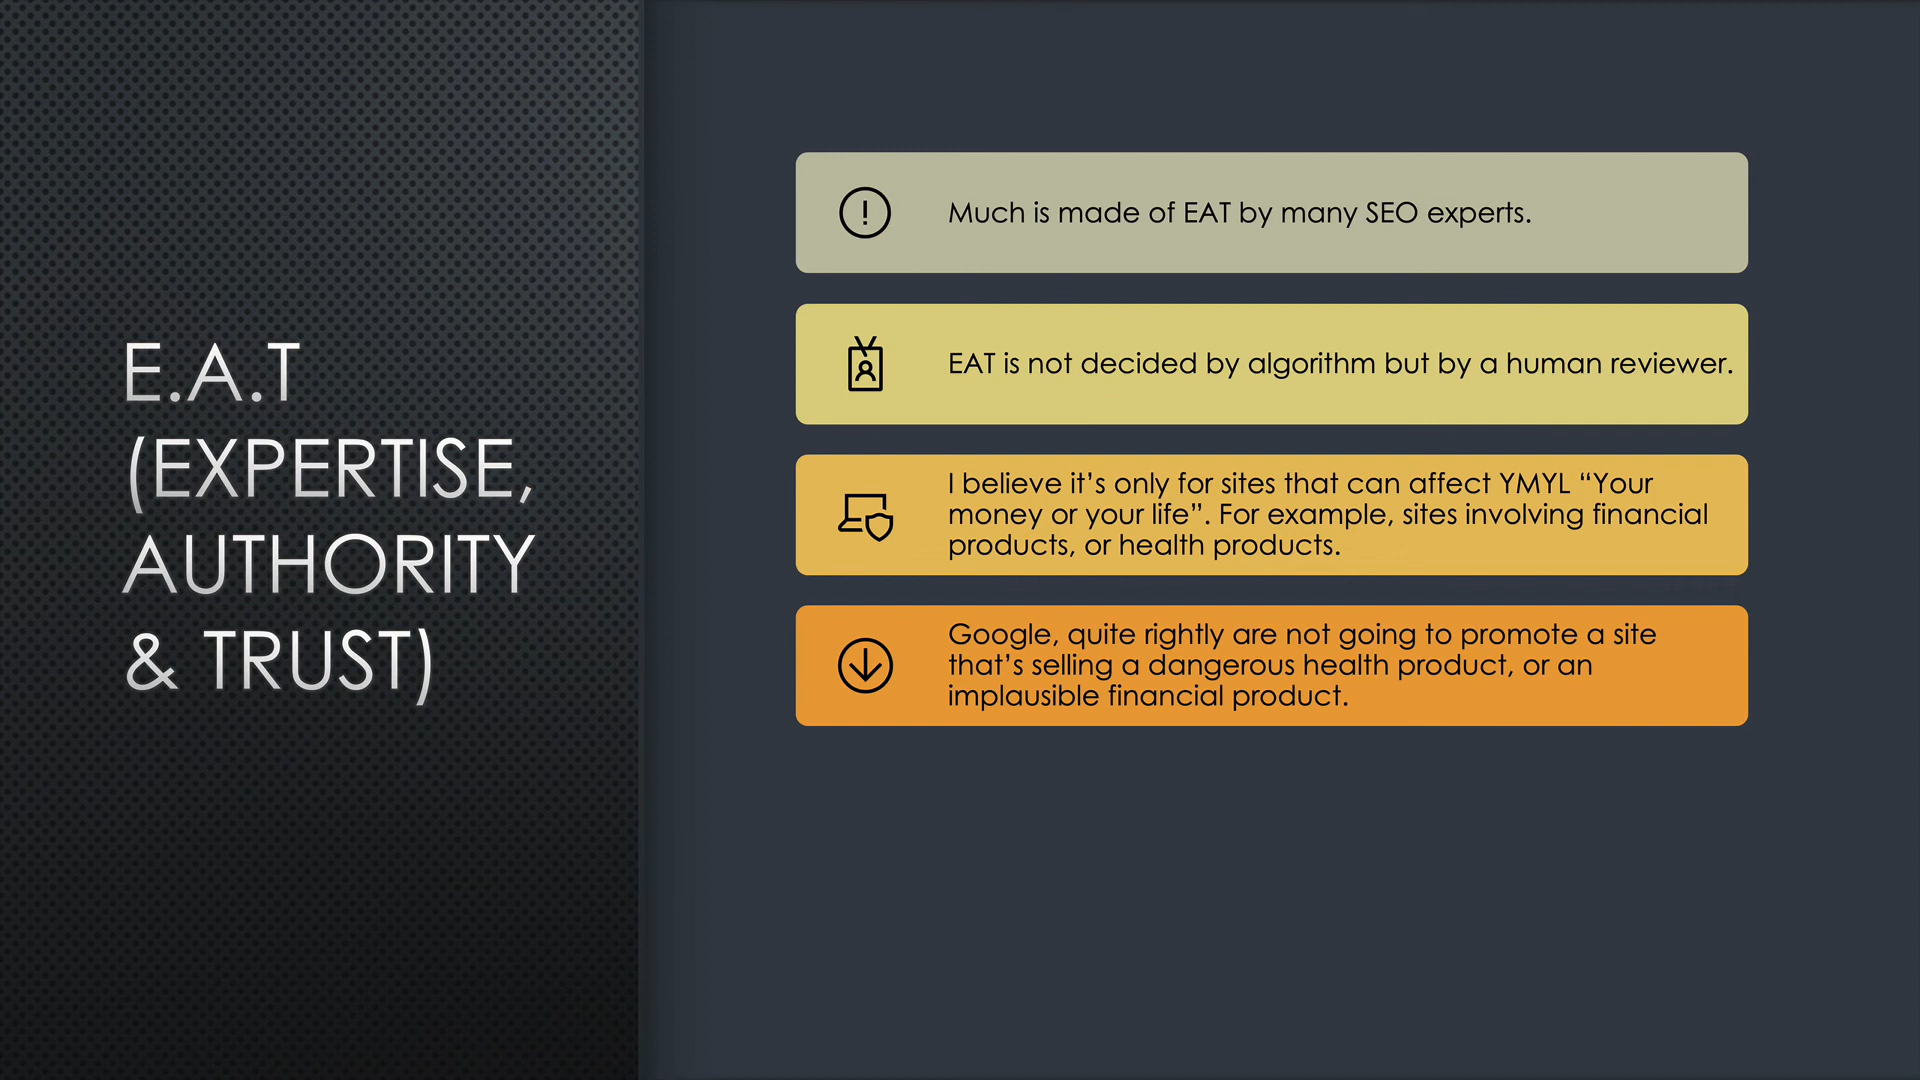 E.A.T
(EXPERTISE,
AUTHORITY
& TRUST)
Much is made of EAT by many SEO experts.
EAT is not decided by algorithm but by a human reviewer.
I believe it’s only for sites that can affect YMYL “Your
money or your life”. For example, sites involving financial
products, or health products.
Google, quite rightly are not going to promote a site
that’s selling a dangerous health product, or an
implausible financial product.